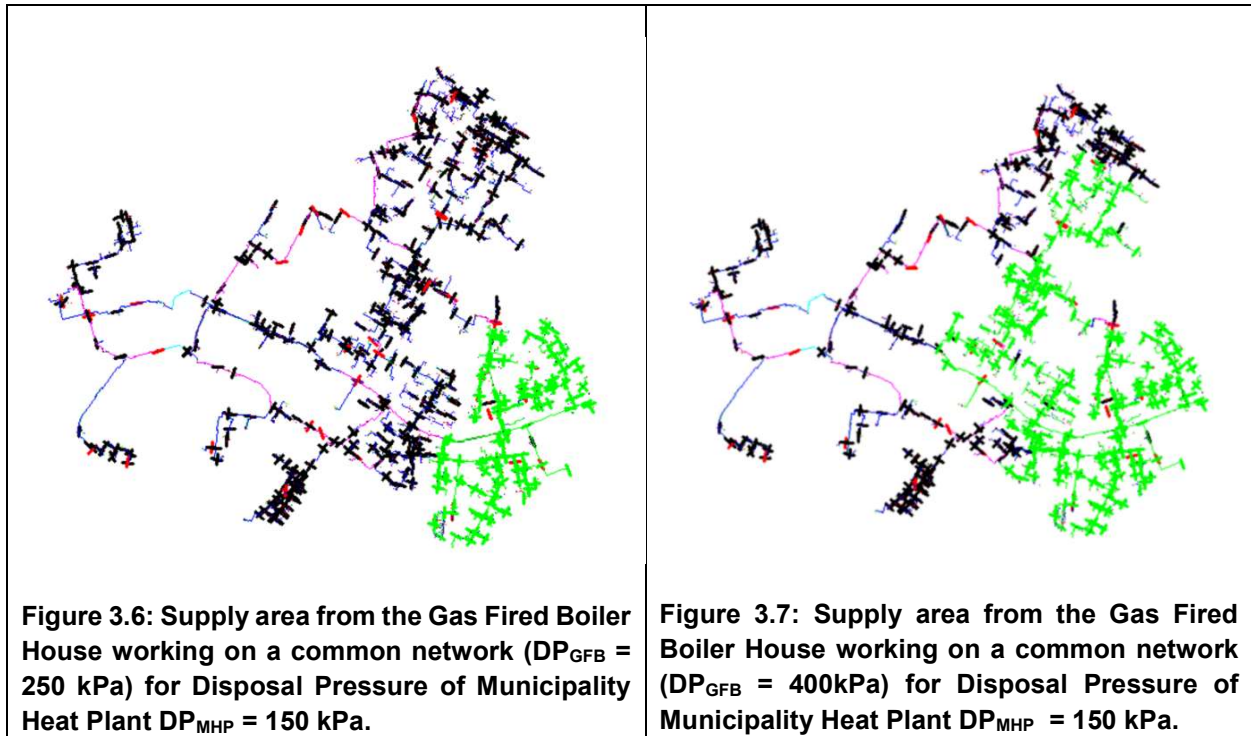 Figure 3.6: Supply area from the Gas Fired Boiler
House working on a common network (DPGFB =
250 kPa) for Disposal Pressure of Municipality
Heat Plant DPMHP = 150 kPa.
Figure 3.7: Supply area from the Gas Fired
Boiler House working on a common network
(DPGFB = 400kPa) for Disposal Pressure of
Municipality Heat Plant DPMHP = 150 kPa.